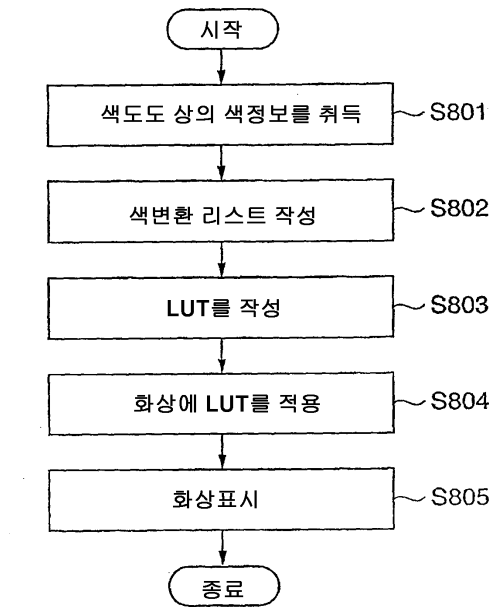 시작
색도도 상의 색정보를 취득
S801
색변환 리스트 작성
S802
LUT를 작성
S803
화상에 LUT를 적용
S804
화상표시
S805
종료